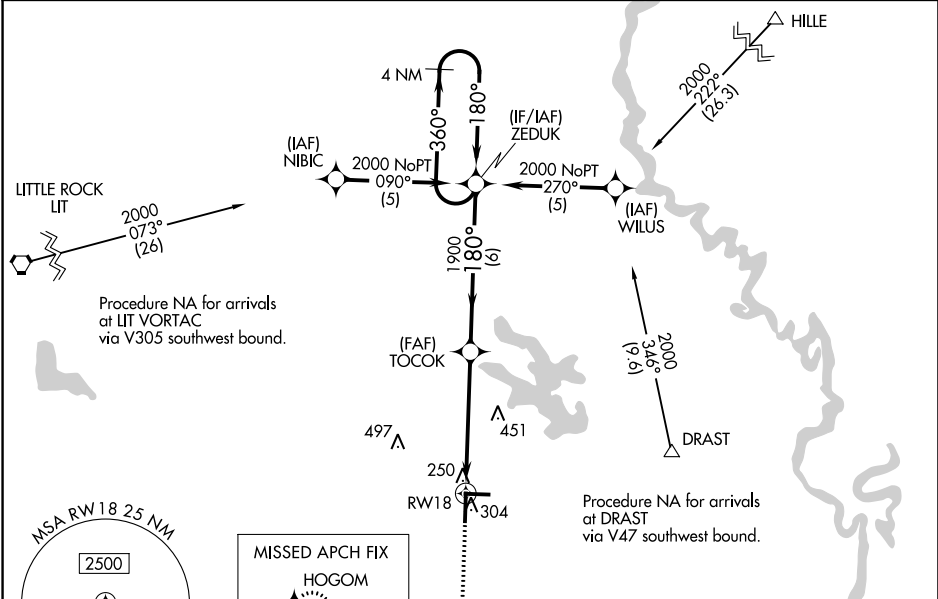 HILLE
2000
222°
(26.3)
4 NM
360°
180°
(IF/IAF)
ZEDUK
(IAF)
NIBIC
2000 NoPT
090°
(5)
2000 NoPT
270°
(5)
(IAF)
WILUS
LITTLE ROCK
LIT
2000
073°
(26)
1900
180°
(6)
Procedure NA for arrivals
at LIT VORTAC
via V305 southwest bound.
(FAF)
TOCOK
2000
346°
(9.6)
497
451
DRAST
250
RW18
304
Procedure NA for arrivals
at DRAST
via V47 southwest bound.
MSA RW18 25 NM
2500
MISSED APCH FIX
HOGOM